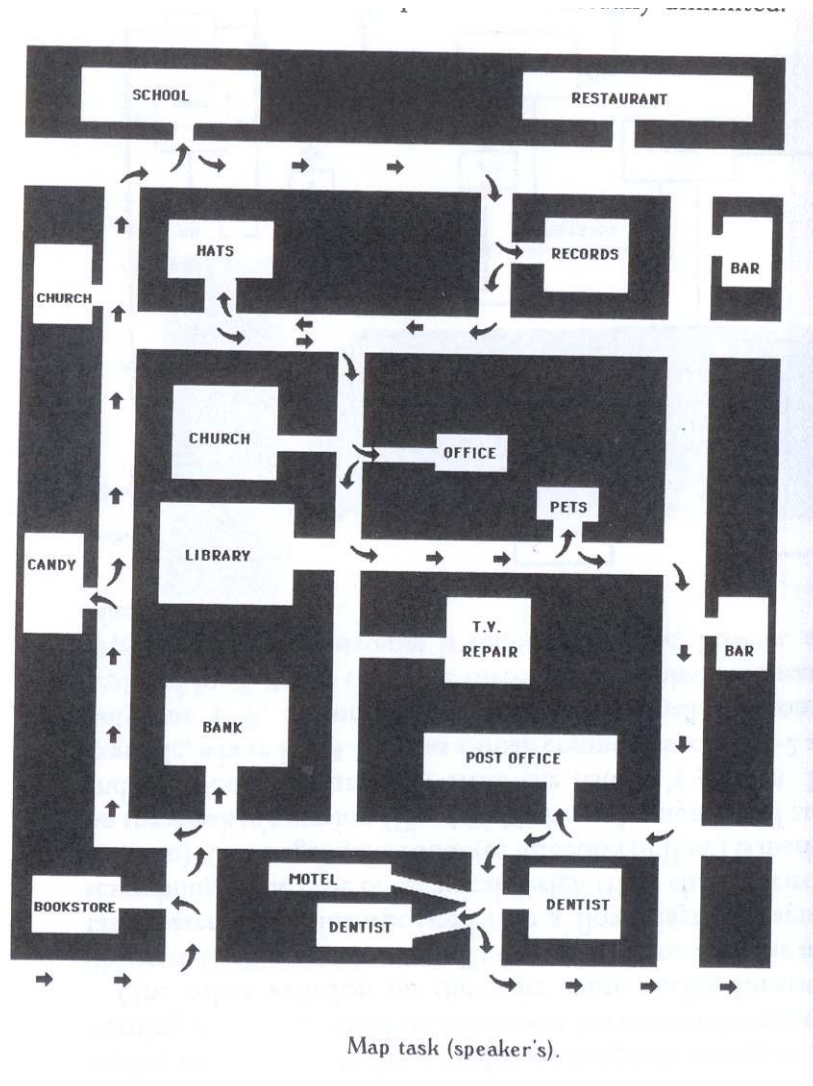 unlimited.
SCHOOL
RESTAURANT
HATS
RECORDS
BAR
CHURCH
CHURCH
OFFICE
PETS
LIBRARY
CANDY
T.V.
REPAIR
BAR
BANK
POST OFFICE
MOTEL
BOOKSTORE
DENTIST
DENTIST
Map task (speaker's).